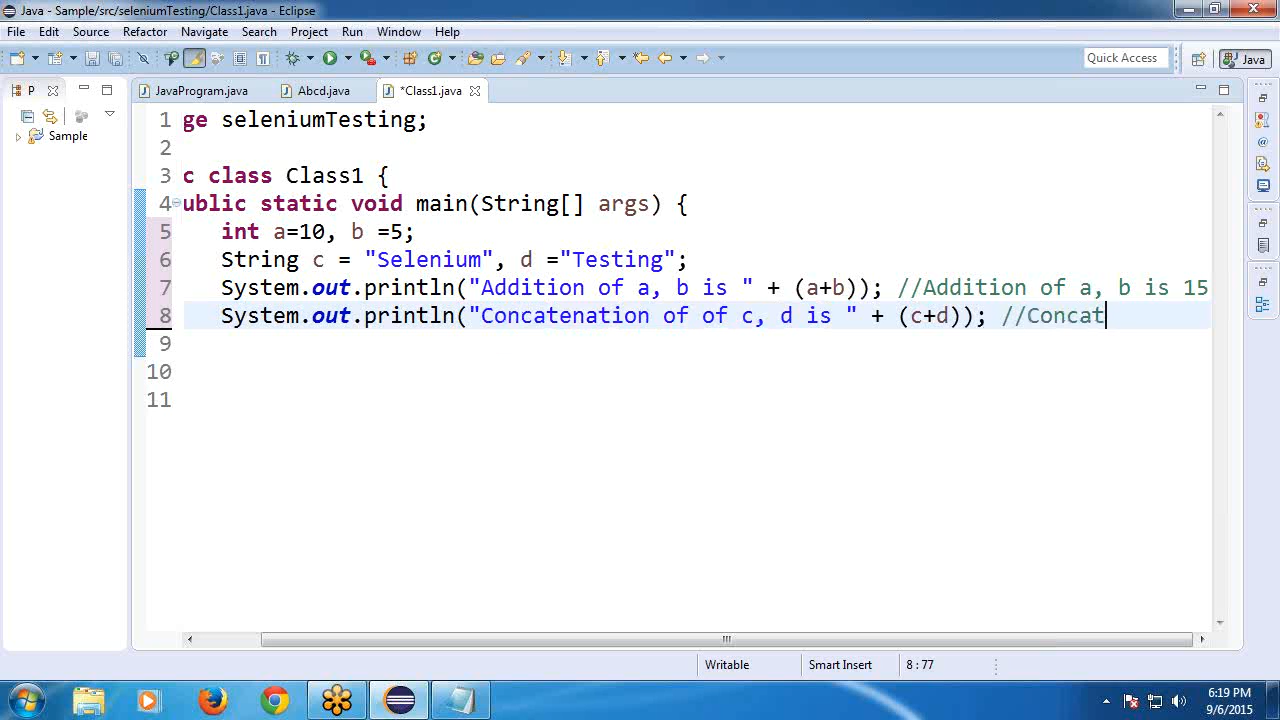 Java - Sample/src/seleniumTesting/Class1.java - Eclipse
File Edit Source Refactor Navigate Search Project Run Window Help
Quick Access
Java
P
JavaProgram.java
Abcd.java
*Class1.java
Sample
1 ge seleniumTesting;
2
3 c class Class1 {
4 ublic static void main(String[] args) {
5 int a=10, b =5;
6 String c = "Selenium", d ="Testing";
7 System.out.println("Addition of a, b is " + (a+b)); //Addition of a, b is 15
8 System.out.println("Concatenation of of c, d is " + (c+d)); //Concat
9
10
11
Writable Smart Insert 8 : 77
6:19 PM
9/6/2015